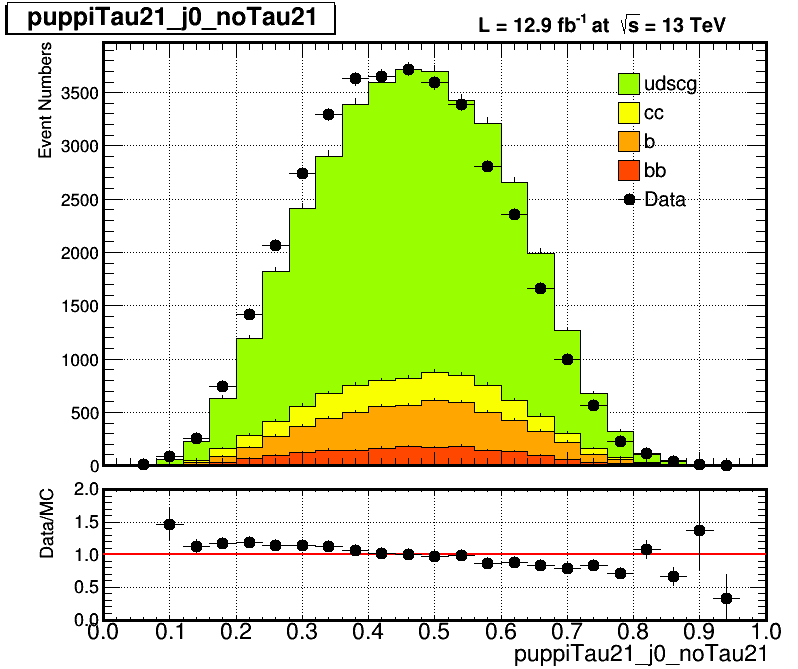 puppiTau21_j0_noTau21
L = 12.9 fb⁻¹ at √s = 13 TeV
Event Numbers
3500
3000
2500
2000
1500
1000
500
0
udscg
cc
b
bb
Data
Data/MC
2.0
1.5
1.0
0.5
0.0
0.0 0.1 0.2 0.3 0.4 0.5 0.6 0.7 0.8 0.9 1.0
puppiTau21_j0_noTau21